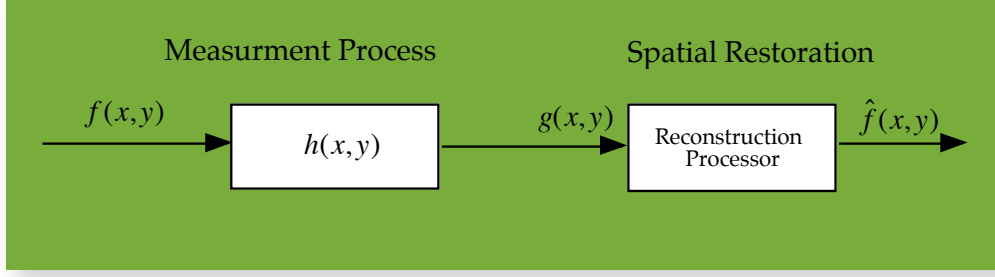 Measurment Process
Spatial Restoration
f(x,y)
h(x,y)
g(x,y)
Reconstruction
Processor
f̂(x,y)